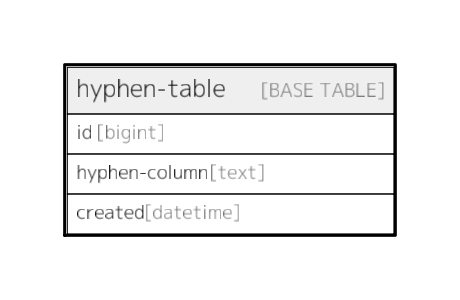 hyphen-table [BASE TABLE]
id [bigint]
hyphen-column[text]
created[datetime]